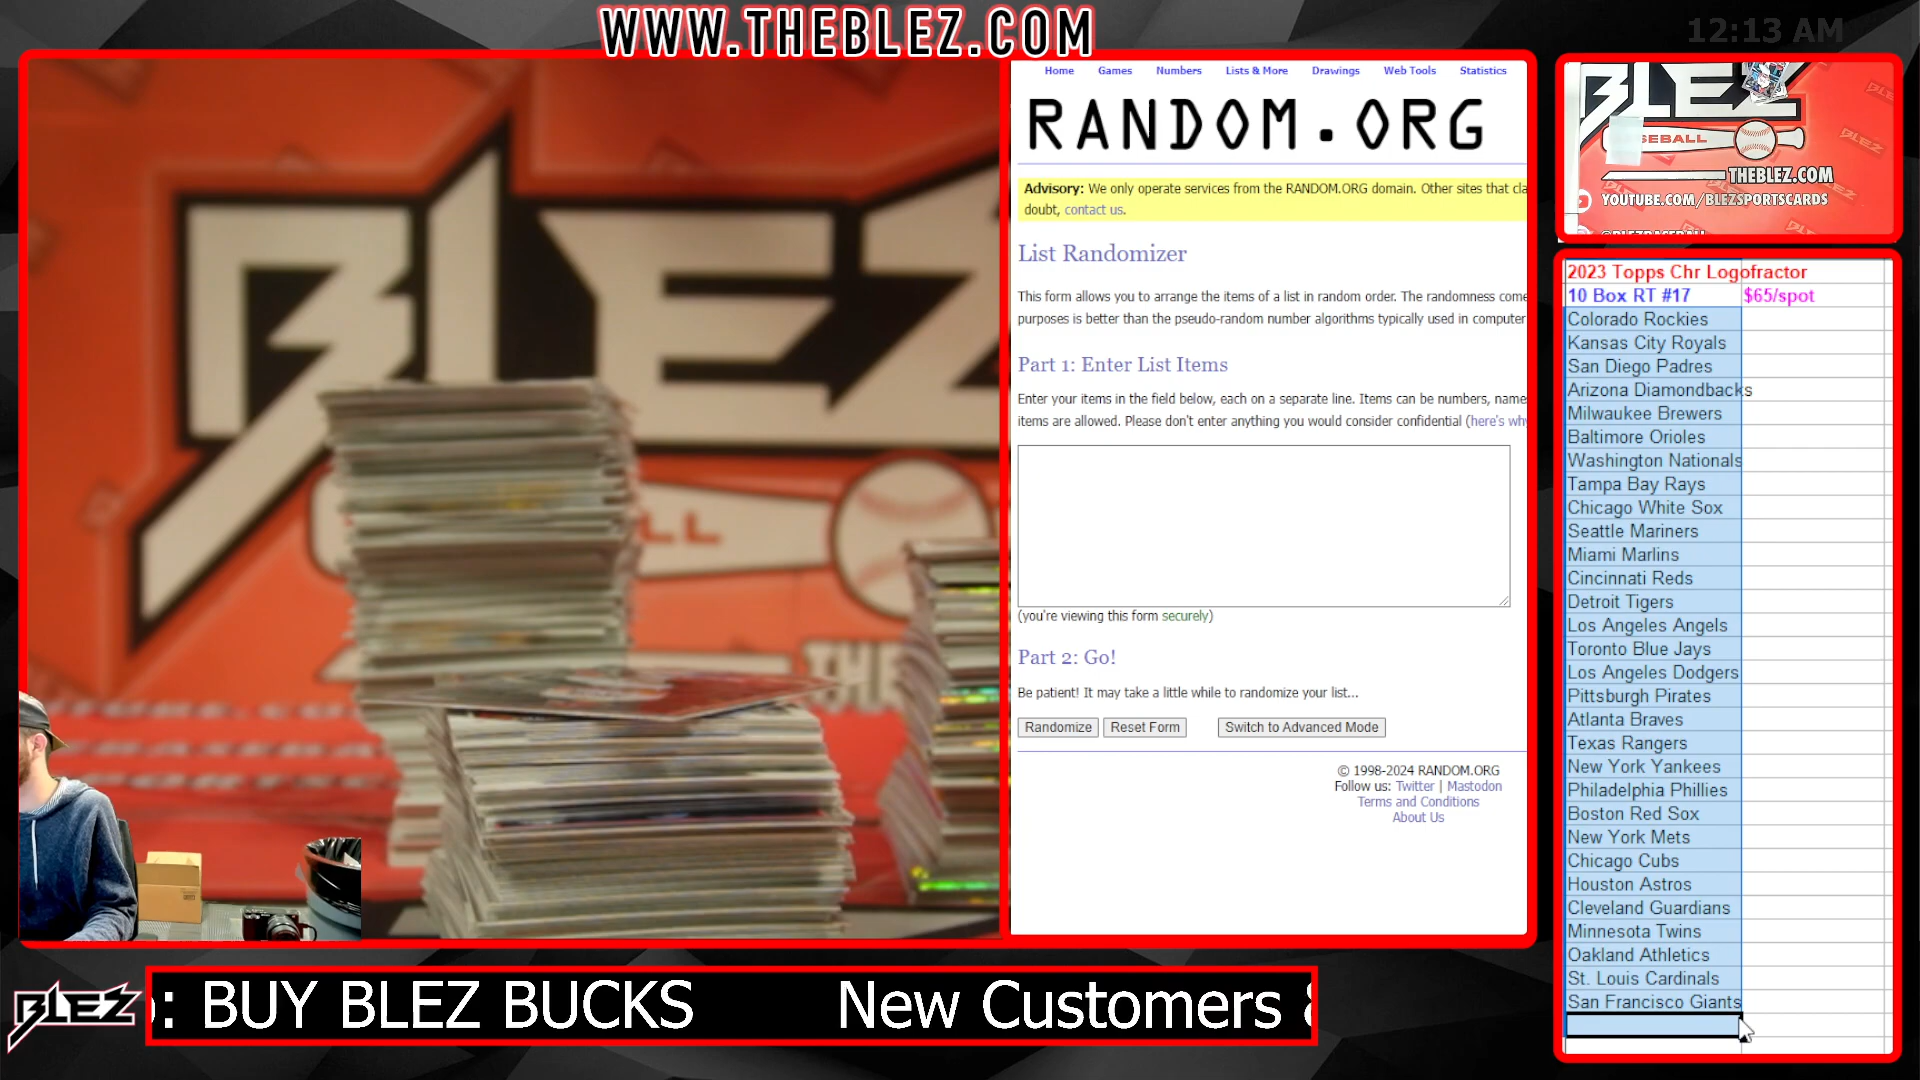 WWW.THEBLEZ.COM
12:13 AM
BLEZ
LL
THE
Home Games Numbers Lists & More Drawings Web Tools Statistics
RANDOM.ORG
Advisory: We only operate services from the RANDOM.ORG domain. Other sites that cla
doubt, contact us.
List Randomizer
This form allows you to arrange the items of a list in random order. The randomness come
purposes is better than the pseudo-random number algorithms typically used in computer
Part 1: Enter List Items
Enter your items in the field below, each on a separate line. Items can be numbers, name
items are allowed. Please don't enter anything you would consider confidential (here's why
(you're viewing this form securely)
Part 2: Go!
Be patient! It may take a little while to randomize your list...
Randomize Reset Form Switch to Advanced Mode
© 1998-2024 RANDOM.ORG
Follow us: Twitter | Mastodon
Terms and Conditions
About Us
BLEZ
SEBALL
THEBLEZ.COM
YOUTUBE.COM/BLEZSPORTSCARDS
2023 Topps Chr Logofractor
10 Box RT #17 $65/spot
Colorado Rockies
Kansas City Royals
San Diego Padres
Arizona Diamondbacks
Milwaukee Brewers
Baltimore Orioles
Washington Nationals
Tampa Bay Rays
Chicago White Sox
Seattle Mariners
Miami Marlins
Cincinnati Reds
Detroit Tigers
Los Angeles Angels
Toronto Blue Jays
Los Angeles Dodgers
Pittsburgh Pirates
Atlanta Braves
Texas Rangers
New York Yankees
Philadelphia Phillies
Boston Red Sox
New York Mets
Chicago Cubs
Houston Astros
Cleveland Guardians
Minnesota Twins
Oakland Athletics
St. Louis Cardinals
San Francisco Giants
BLEZ
: BUY BLEZ BUCKS New Customers &